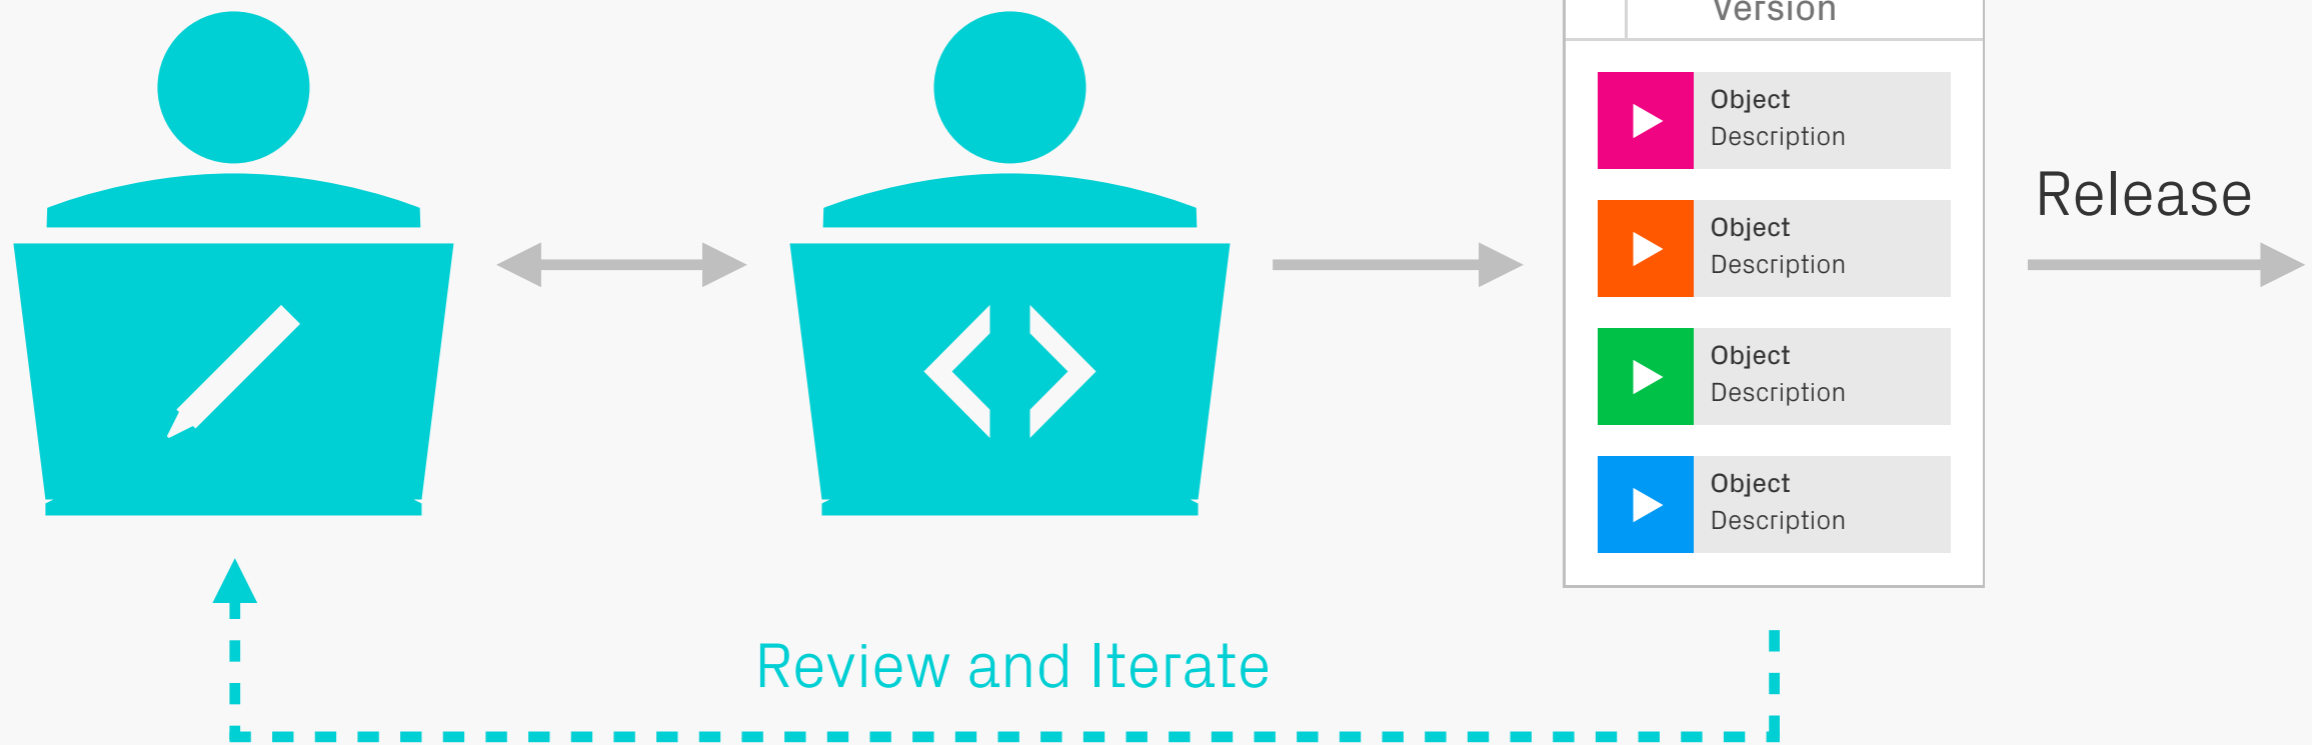 Version
Object
Description
Object
Description
Object
Description
Object
Description
Release
Review and Iterate